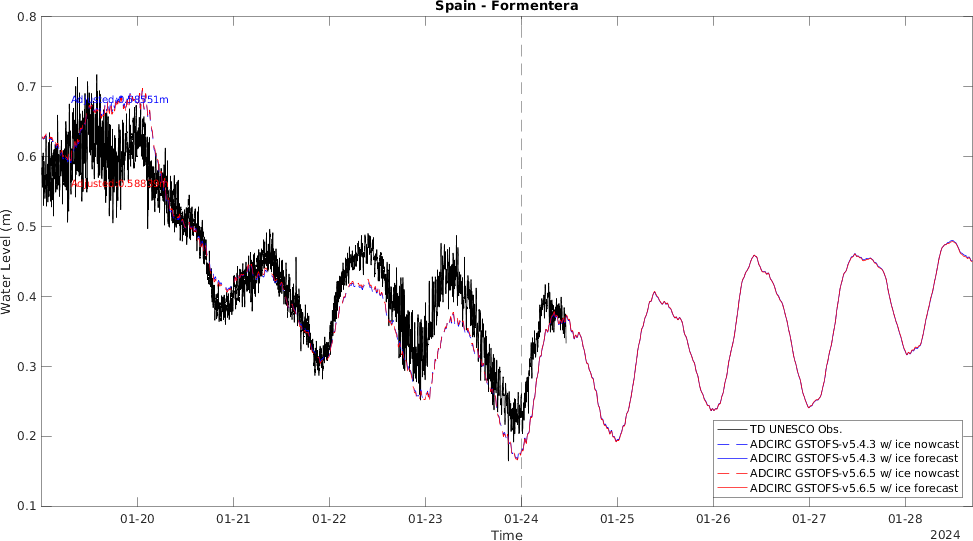 Spain - Formentera
0.8
0.7
0.6
0.5
0.4
0.3
0.2
0.1
Water Level (m)
01-20
01-21
01-22
01-23
01-24
01-25
01-26
01-27
01-28
Time
2024
TD UNESCO Obs.
ADCIRC GSTOFS-v5.4.3 w/ ice nowcast
ADCIRC GSTOFS-v5.4.3 w/ ice forecast
ADCIRC GSTOFS-v5.6.5 w/ ice nowcast
ADCIRC GSTOFS-v5.6.5 w/ ice forecast